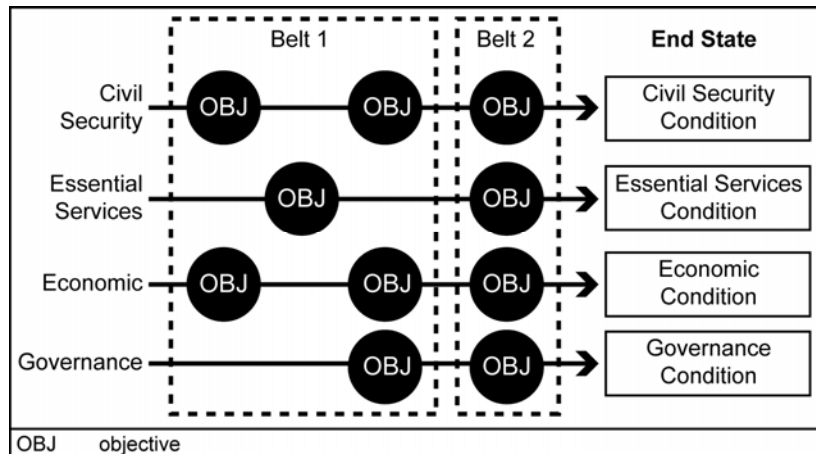 Belt 1
Belt 2
End State
Civil
Security
OBJ
OBJ
OBJ
Civil Security
Condition
Essential
Services
OBJ
OBJ
Essential Services
Condition
Economic
OBJ
OBJ
OBJ
Economic
Condition
Governance
OBJ
OBJ
Governance
Condition
OBJ objective